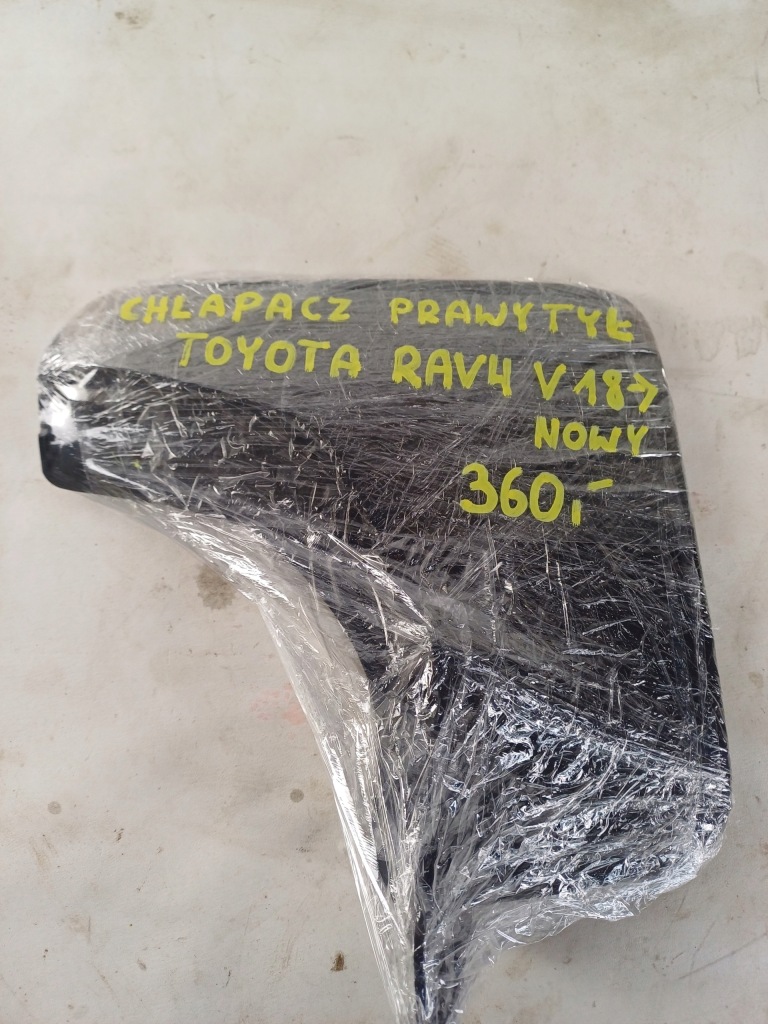 CHLAPACZ PRAWY TYŁ
TOYOTA RAV4 V 18>
NOWY
360,-